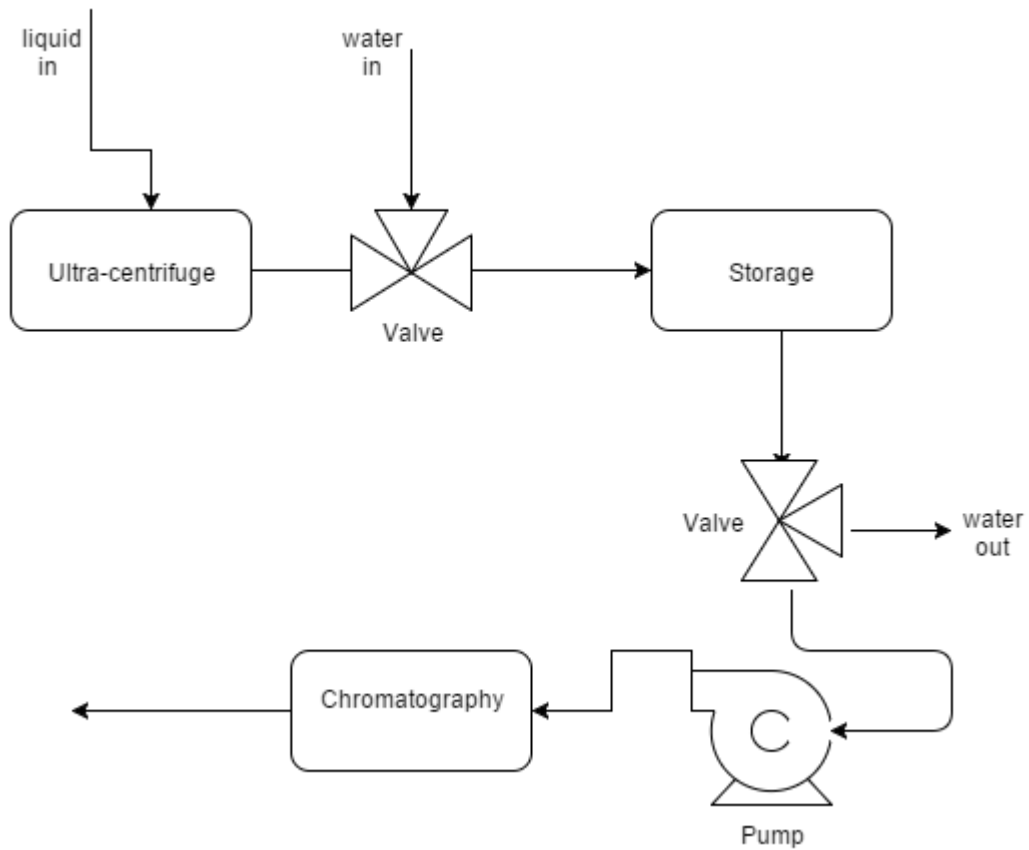 liquid
in
water
in
Ultra-centrifuge
Valve
Storage
Valve
water
out
Chromatography
Pump